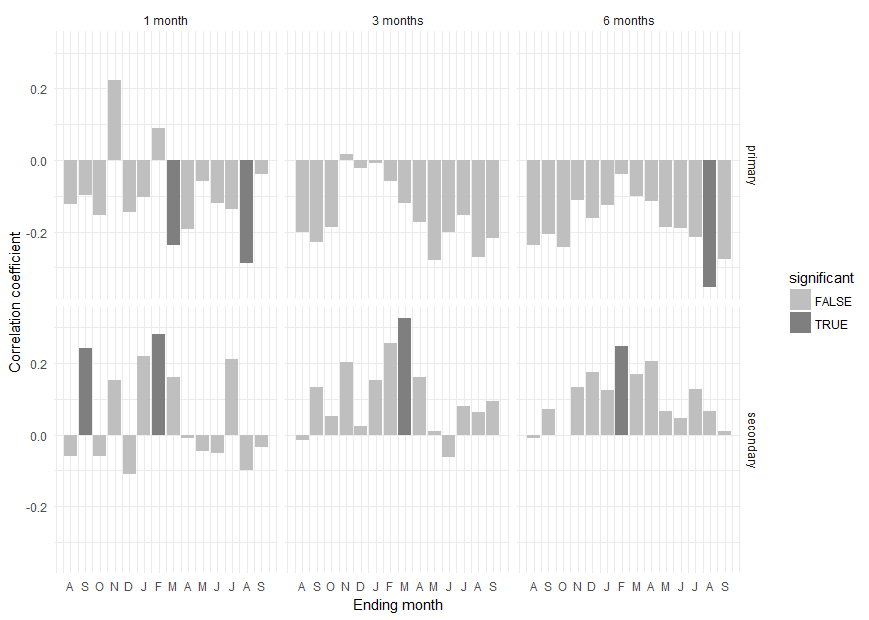 1 month 3 months 6 months
0.2
0.0
-0.2
primary
0.2
0.0
-0.2
secondary
Correlation coefficient
A S O N D J F M A M J J A S A S O N D J F M A M J J A S A S O N D J F M A M J J A S
Ending month
significant
FALSE
TRUE